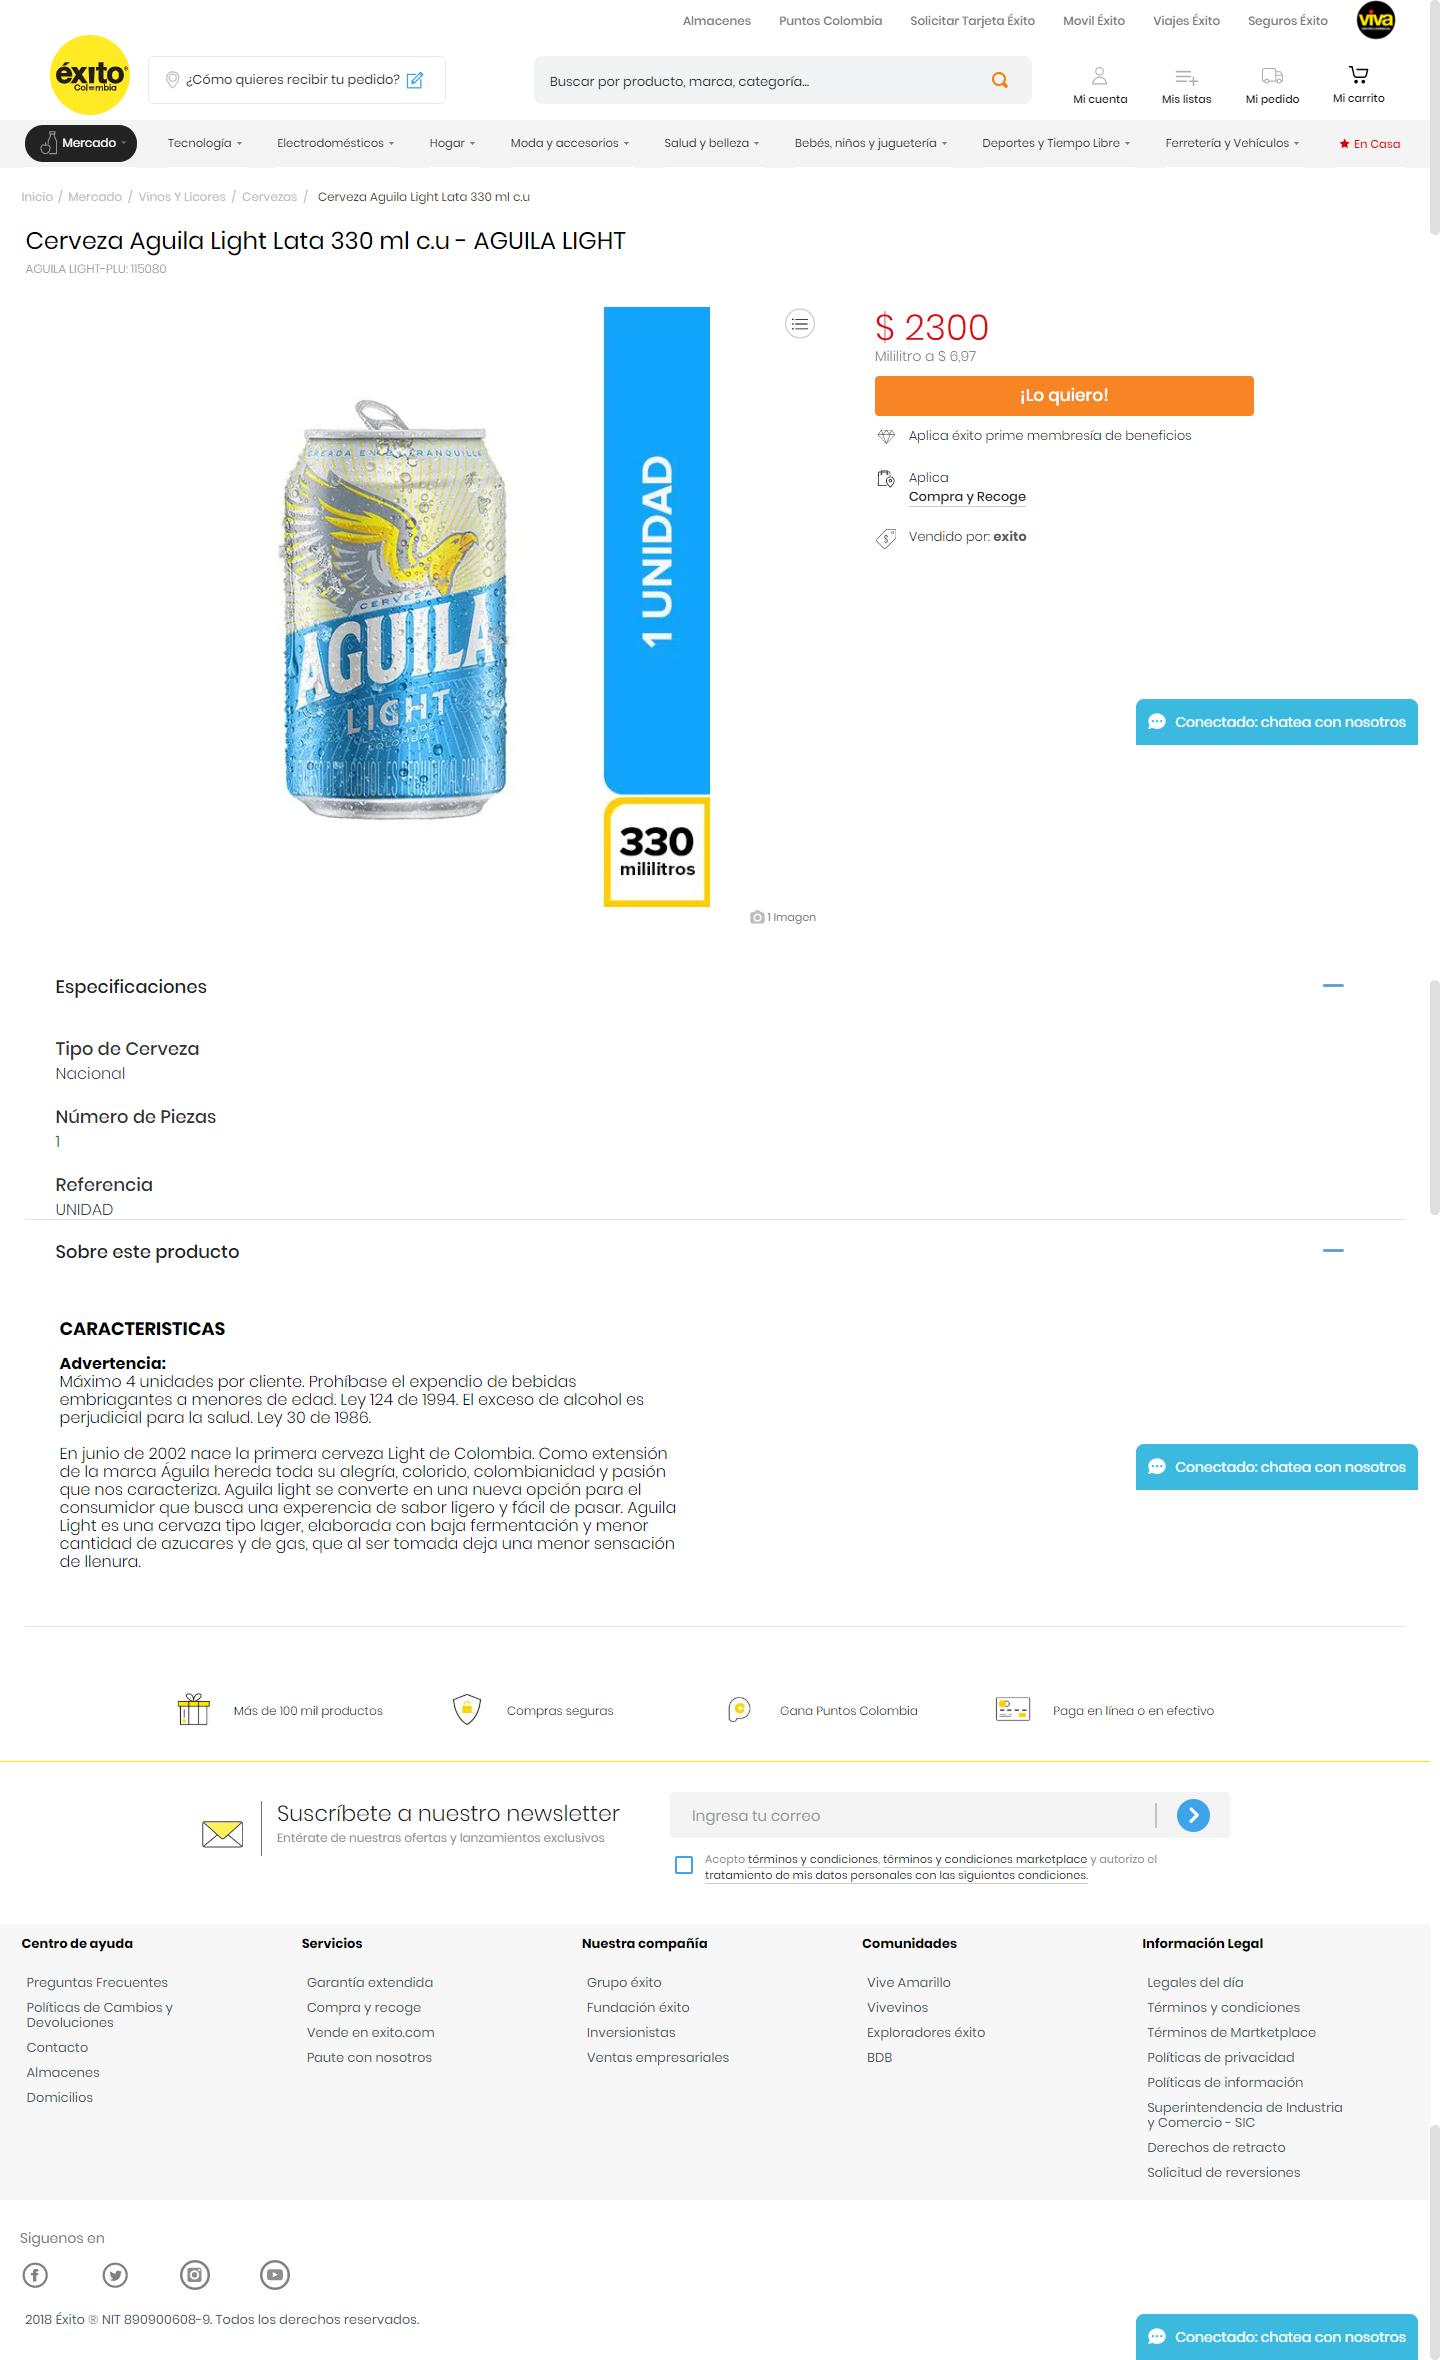 Almacenes
Puntos Colombia
Solicitar Tarjeta Éxito
Movil Éxito
Viajes Éxito
Seguros Éxito
viva
éxito
Colombia
¿Cómo quieres recibir tu pedido?
Buscar por producto, marca, categoría...
Mi cuenta
Mis listas
Mi pedido
Mi carrito
Mercado
Tecnología
Electrodomésticos
Hogar
Moda y accesorios
Salud y belleza
Bebés, niños y juguetería
Deportes y Tiempo Libre
Ferretería y Vehículos
En Casa
Inicio / Mercado / Vinos Y Licores / Cervezas / Cerveza Aguila Light Lata 330 ml c.u
Cerveza Aguila Light Lata 330 ml c.u - AGUILA LIGHT
AGUILA LIGHT-PLU: 115080
CERVEZA
AGUILA
LIGHT
COLOMBIA
1 UNIDAD
330
mililitros
1 Imagen
$ 2300
Mililitro a $ 6,97
¡Lo quiero!
Aplica éxito prime membresía de beneficios
Aplica
Compra y Recoge
Vendido por: exito
Conectado: chatea con nosotros
Especificaciones
Tipo de Cerveza
Nacional
Número de Piezas
1
Referencia
UNIDAD
Sobre este producto
CARACTERISTICAS
Advertencia:
Máximo 4 unidades por cliente. Prohíbase el expendio de bebidas
embriagantes a menores de edad. Ley 124 de 1994. El exceso de alcohol es
perjudicial para la salud. Ley 30 de 1986.
En junio de 2002 nace la primera cerveza Light de Colombia. Como extensión
de la marca Águila hereda toda su alegría, colorido, colombianidad y pasión
que nos caracteriza. Aguila light se converte en una nueva opción para el
consumidor que busca una experencia de sabor ligero y fácil de pasar. Aguila
Light es una cervaza tipo lager, elaborada con baja fermentación y menor
cantidad de azucares y de gas, que al ser tomada deja una menor sensación
de llenura.
Conectado: chatea con nosotros
Más de 100 mil productos
Compras seguras
Gana Puntos Colombia
Paga en línea o en efectivo
Suscríbete a nuestro newsletter
Entérate de nuestras ofertas y lanzamientos exclusivos
Ingresa tu correo
Acepto términos y condiciones, términos y condiciones marketplace y autorizo el
tratamiento de mis datos personales con las siguientes condiciones.
Centro de ayuda
Preguntas Frecuentes
Políticas de Cambios y
Devoluciones
Contacto
Almacenes
Domicilios
Servicios
Garantía extendida
Compra y recoge
Vende en exito.com
Paute con nosotros
Nuestra compañía
Grupo éxito
Fundación éxito
Inversionistas
Ventas empresariales
Comunidades
Vive Amarillo
Vivevinos
Exploradores éxito
BDB
Información Legal
Legales del día
Términos y condiciones
Términos de Martketplace
Políticas de privacidad
Políticas de información
Superintendencia de Industria
y Comercio - SIC
Derechos de retracto
Solicitud de reversiones
Siguenos en
2018 Éxito ® NIT 890900608-9. Todos los derechos reservados.
Conectado: chatea con nosotros